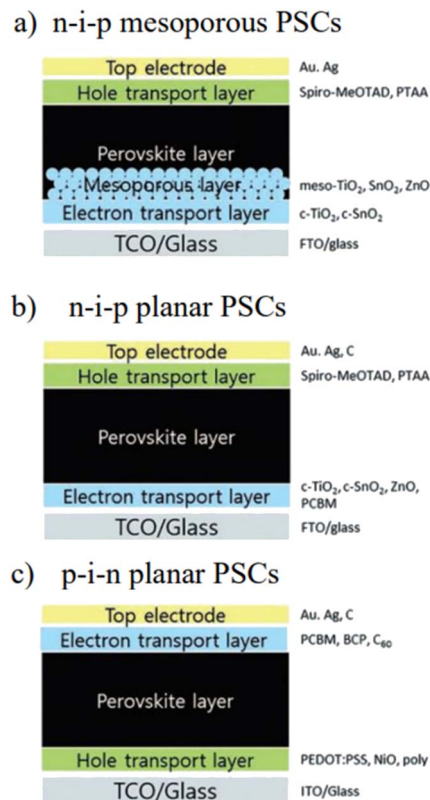 a) n-i-p mesoporous PSCs
Top electrode Au. Ag
Hole transport layer Spiro-MeOTAD, PTAA
Perovskite layer
Mesoporous layer meso-TiO₂, SnO₂, ZnO
Electron transport layer c-TiO₂, c-SnO₂
TCO/Glass FTO/glass
b) n-i-p planar PSCs
Top electrode Au. Ag, C
Hole transport layer Spiro-MeOTAD, PTAA
Perovskite layer
Electron transport layer c-TiO₂, c-SnO₂, ZnO,
PCBM
TCO/Glass FTO/glass
c) p-i-n planar PSCs
Top electrode Au. Ag, C
Electron transport layer PCBM, BCP, C₆₀
Perovskite layer
Hole transport layer PEDOT:PSS, NiO, poly
TCO/Glass ITO/Glass